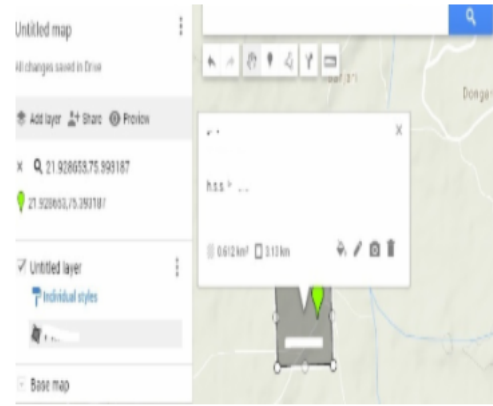 Untitled map
All changes saved in Drive
Add layer Share Preview
21.928653,75.393187
21.928653,75.393187
Untitled layer
Individual styles
Base map
h.s.s.
0.612 km² 3.13 km